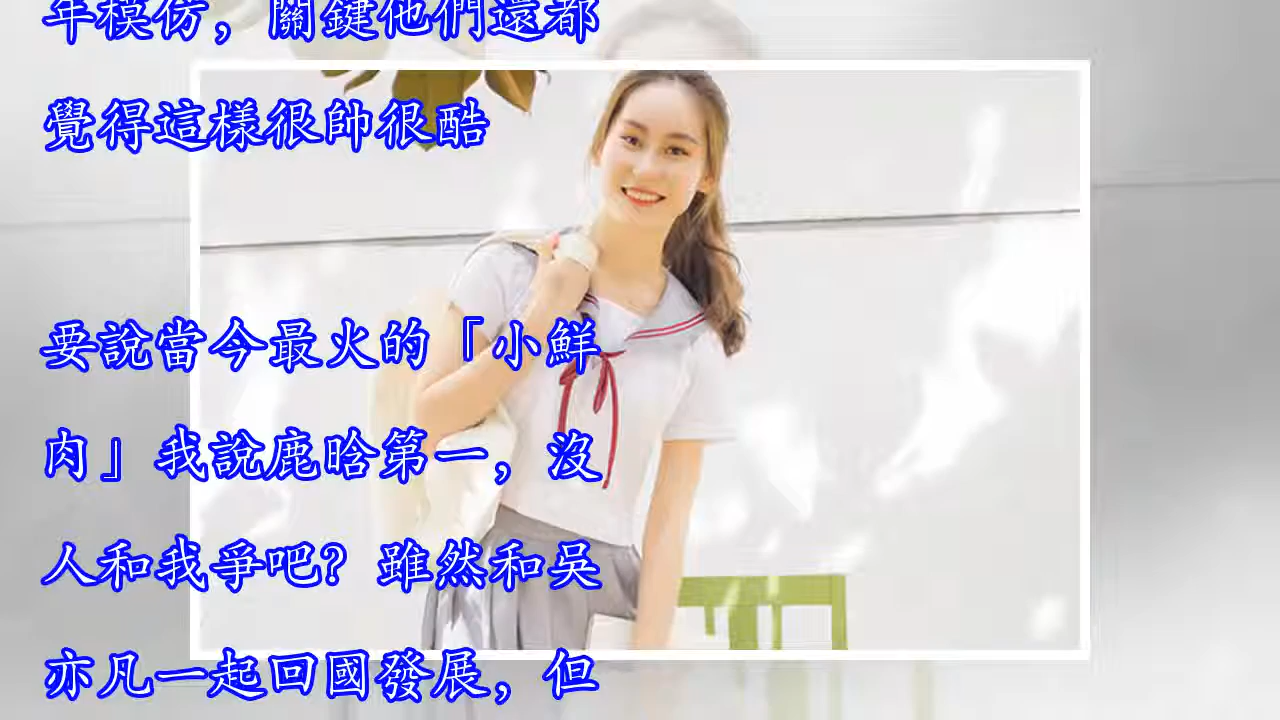 年模仿，關鍵他們還都
覺得這樣很帥很酷
要說當今最火的「小鮮
肉」我說鹿晗第一，沒
人和我爭吧？雖然和吳
亦凡一起回國發展，但